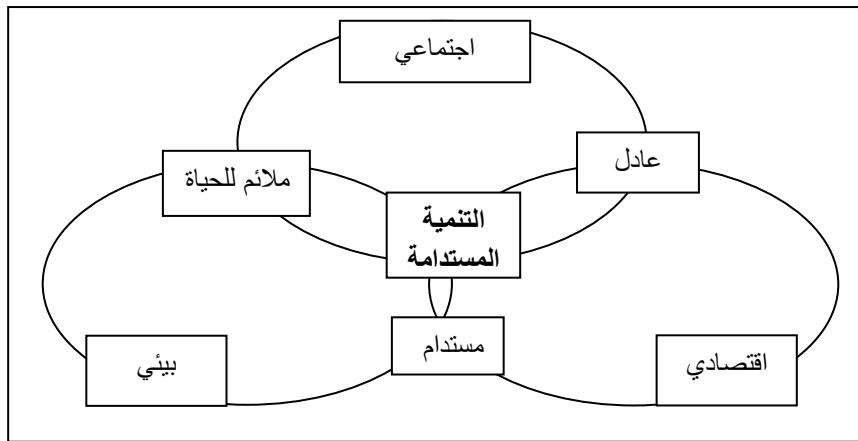 اجتماعي
عادل
ملائم للحياة
التنمية
المستدامة
مستدام
اقتصادي
بيئي